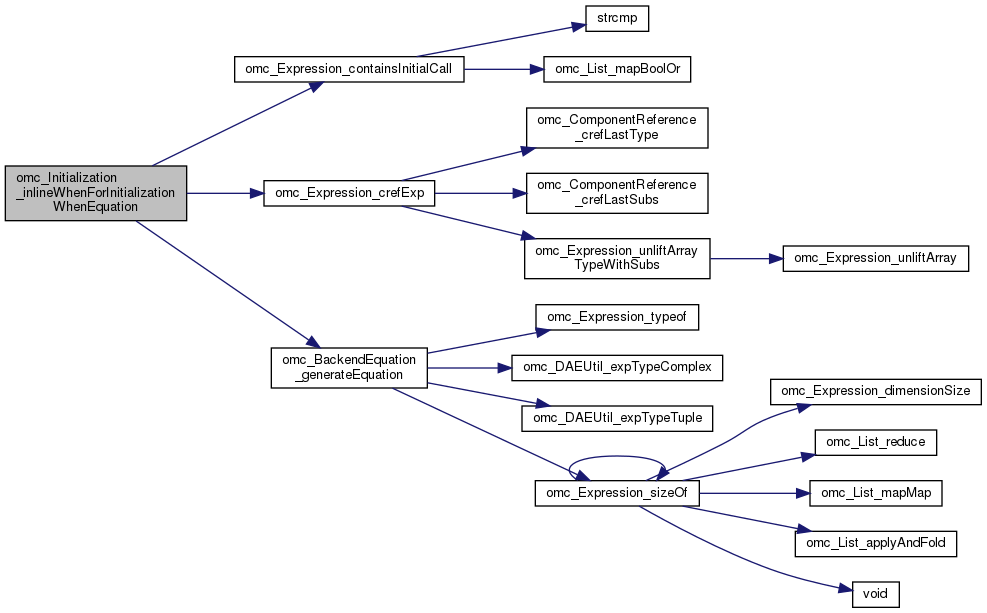 strcmp
omc_Expression_containsInitialCall
omc_List_mapBoolOr
omc_ComponentReference
_crefLastType
omc_Initialization
_inlineWhenForInitialization
WhenEquation
omc_Expression_crefExp
omc_ComponentReference
_crefLastSubs
omc_Expression_unliftArray
TypeWithSubs
omc_Expression_unliftArray
omc_Expression_typeof
omc_BackendEquation
_generateEquation
omc_DAEUtil_expTypeComplex
omc_DAEUtil_expTypeTuple
omc_Expression_dimensionSize
omc_List_reduce
omc_Expression_sizeOf
omc_List_mapMap
omc_List_applyAndFold
void